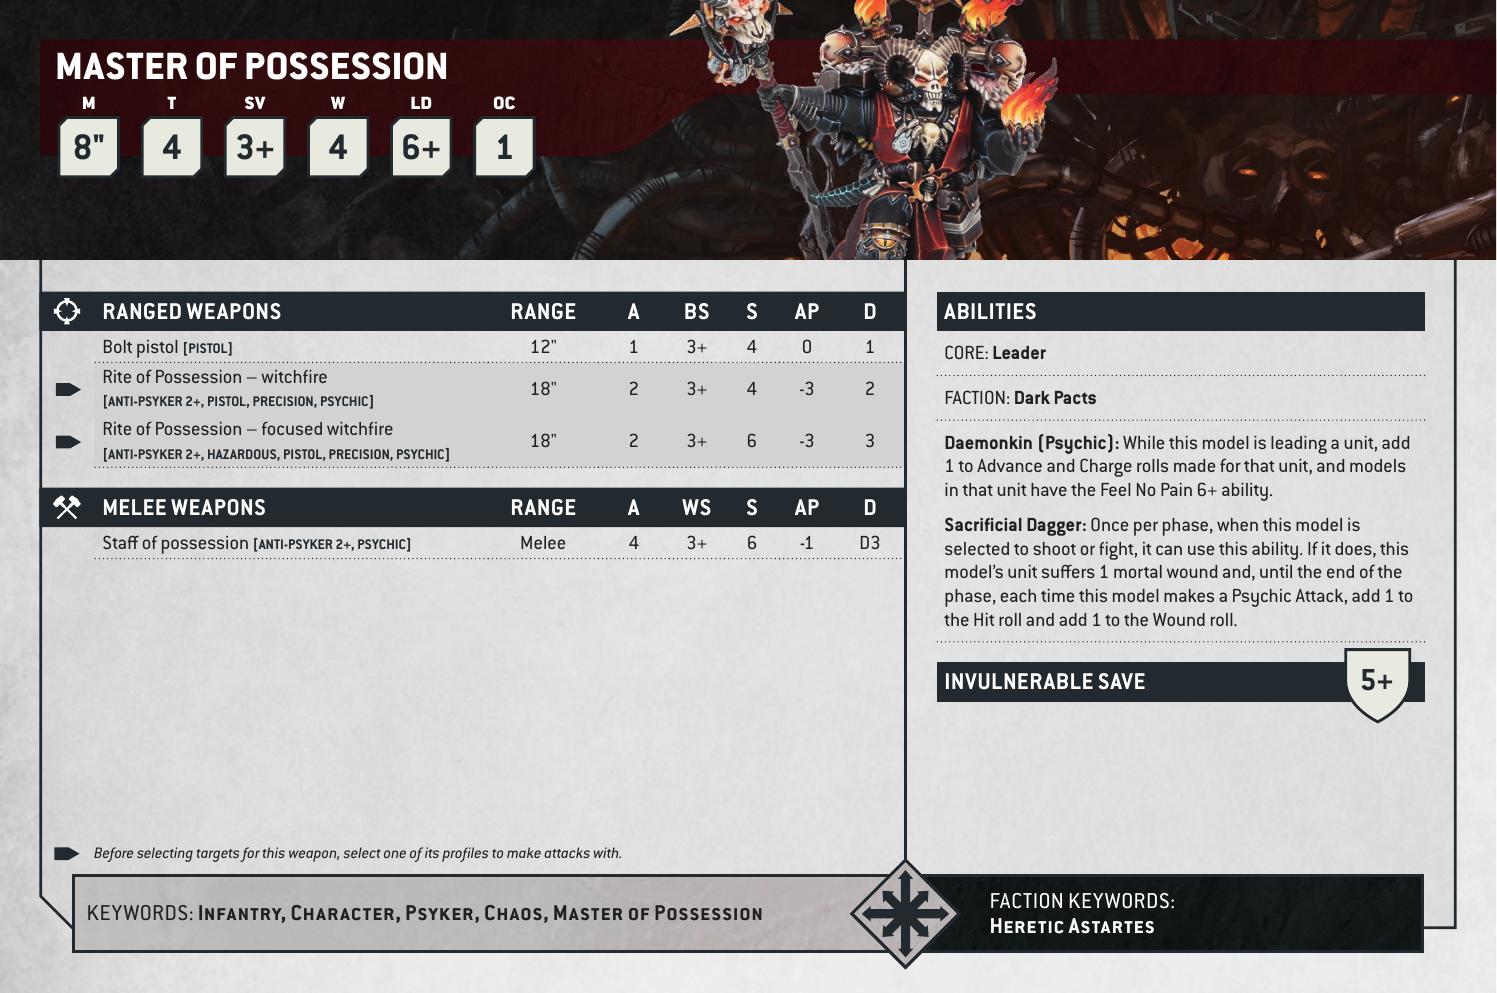 MASTER OF POSSESSION
M T SV W LD OC
8" 4 3+ 4 6+ 1
RANGED WEAPONS RANGE A BS S AP D
Bolt pistol [PISTOL] 12" 1 3+ 4 0 1
Rite of Possession – witchfire
[ANTI-PSYKER 2+, PISTOL, PRECISION, PSYCHIC] 18" 2 3+ 4 -3 2
Rite of Possession – focused witchfire
[ANTI-PSYKER 2+, HAZARDOUS, PISTOL, PRECISION, PSYCHIC] 18" 2 3+ 6 -3 3
MELEE WEAPONS RANGE A WS S AP D
Staff of possession [ANTI-PSYKER 2+, PSYCHIC] Melee 4 3+ 6 -1 D3
Before selecting targets for this weapon, select one of its profiles to make attacks with.
ABILITIES
CORE: Leader
FACTION: Dark Pacts
Daemonkin (Psychic): While this model is leading a unit, add
1 to Advance and Charge rolls made for that unit, and models
in that unit have the Feel No Pain 6+ ability.
Sacrificial Dagger: Once per phase, when this model is
selected to shoot or fight, it can use this ability. If it does, this
model's unit suffers 1 mortal wound and, until the end of the
phase, each time this model makes a Psychic Attack, add 1 to
the Hit roll and add 1 to the Wound roll.
INVULNERABLE SAVE 5+
KEYWORDS: INFANTRY, CHARACTER, PSYKER, CHAOS, MASTER OF POSSESSION
FACTION KEYWORDS:
HERETIC ASTARTES